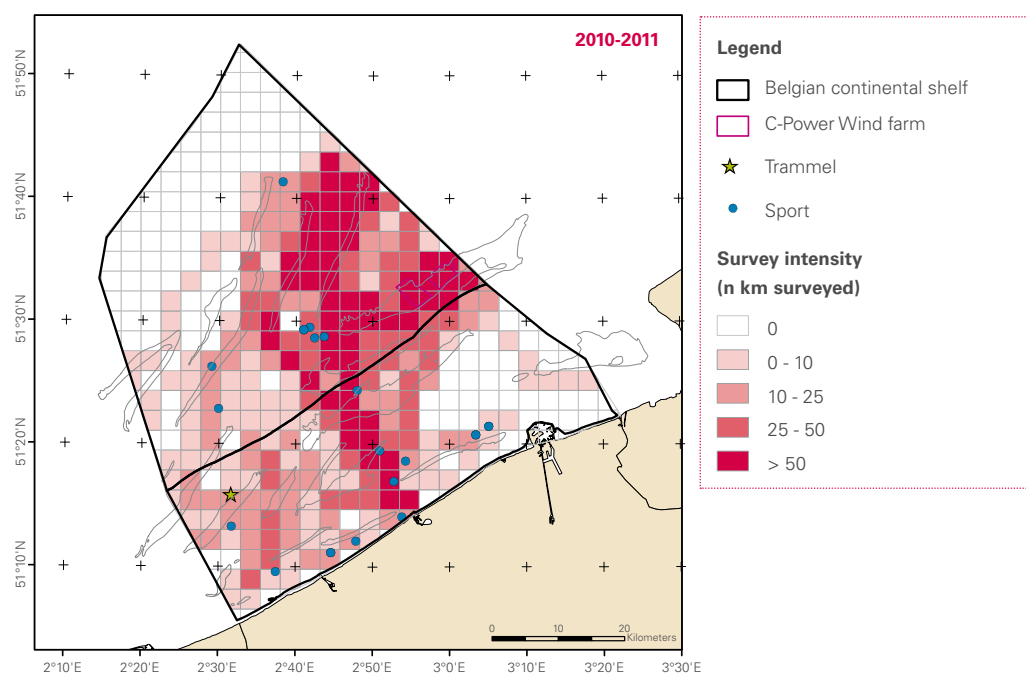 2010-2011
51°50'N
51°40'N
51°30'N
51°20'N
51°10'N
0
10
20
Kilometers
2°10'E
2°20'E
2°30'E
2°40'E
2°50'E
3°0'E
3°10'E
3°20'E
3°30'E
Legend
Belgian continental shelf
C-Power Wind farm
Trammel
Sport
Survey intensity
(n km surveyed)
0
0 - 10
10 - 25
25 - 50
> 50